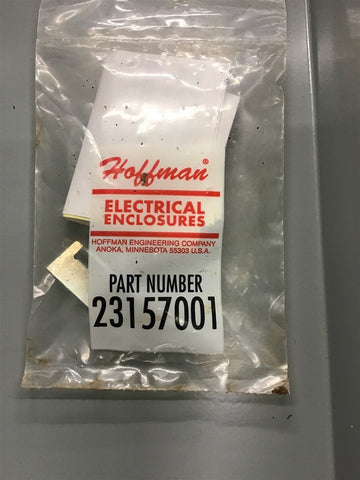 Hoffman®
ELECTRICAL
ENCLOSURES
HOFFMAN ENGINEERING COMPANY
ANOKA, MINNESOTA 55303 U.S.A.
PART NUMBER
23157001